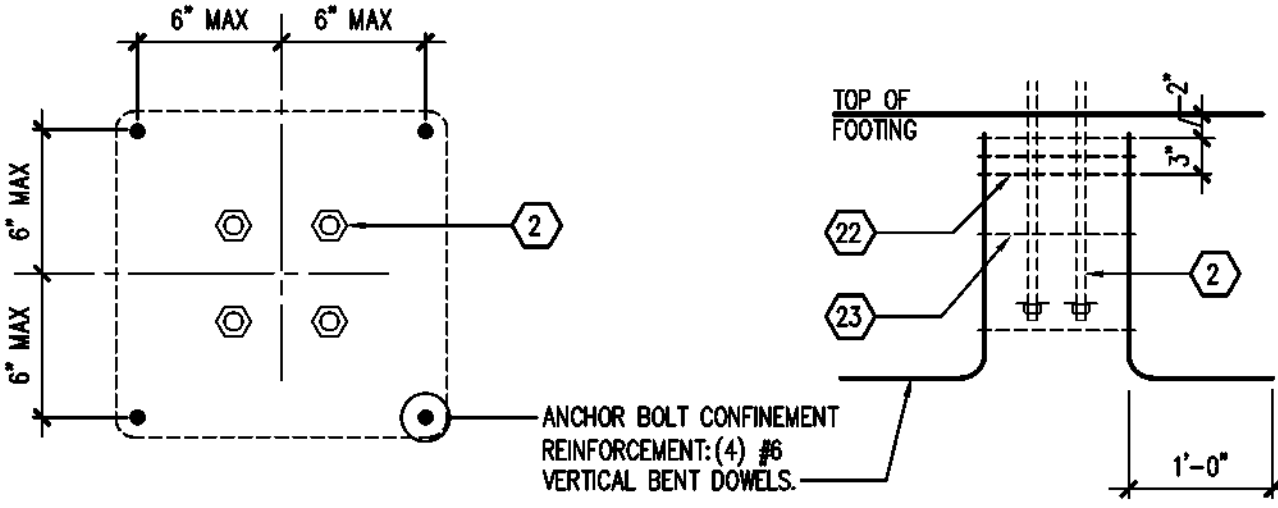 6" MAX
6" MAX
6" MAX
6" MAX
2
ANCHOR BOLT CONFINEMENT
REINFORCEMENT:(4) #6
VERTICAL BENT DOWELS.
TOP OF
FOOTING
2"
3"
22
23
2
1'-0"